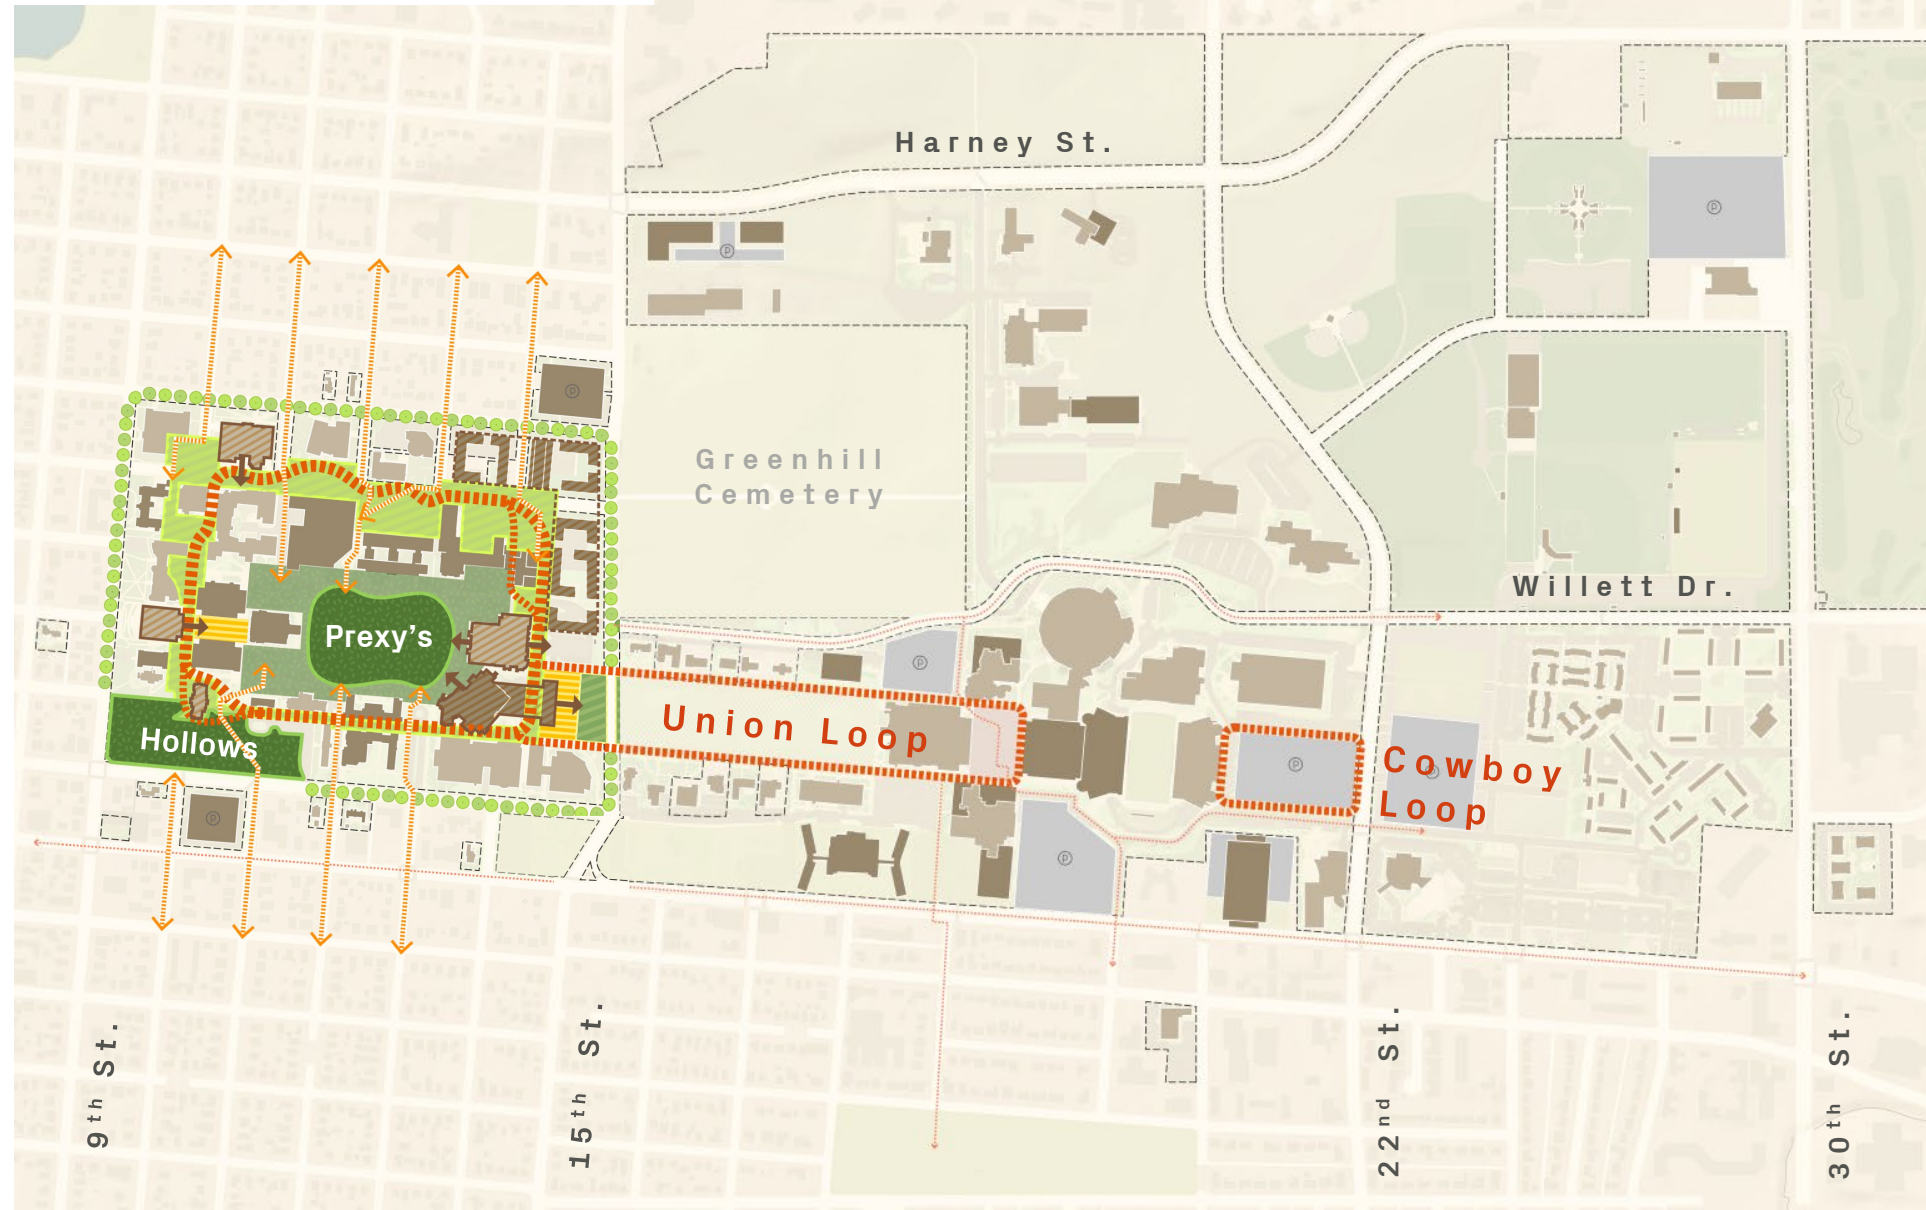 Harney St.
P
P
P
Greenhill
Cemetery
Willett Dr.
Prexy's
P
Union Loop
Hollows
P
Cowboy
Loop
P
P
P
9th St.
15th St.
22nd St.
30th St.